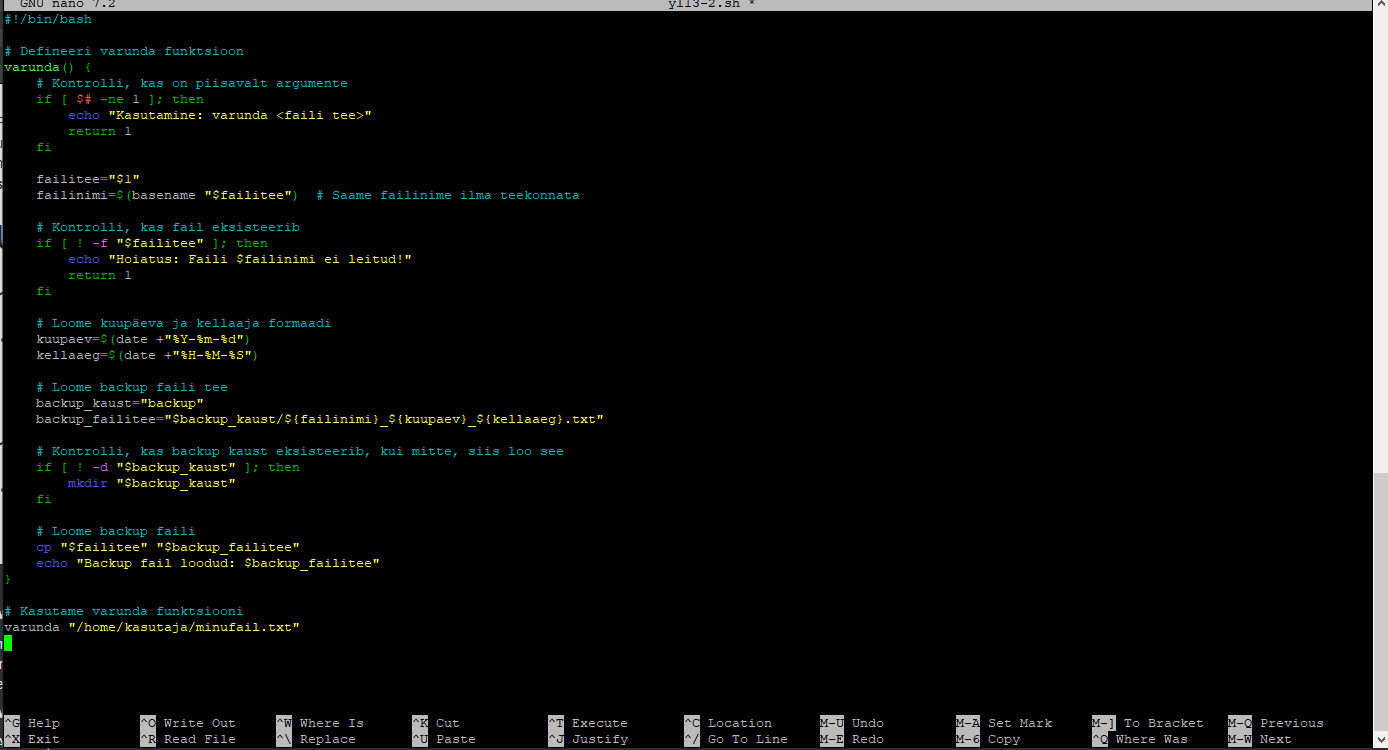 GNU nano 7.2 yl13-2.sh *
#!/bin/bash
# Defineeri varunda funktsioon
varunda() {
    # Kontrolli, kas on piisavalt argumente
    if [ $# -ne 1 ]; then
        echo "Kasutamine: varunda <faili tee>"
        return 1
    fi
    failitee="$1"
    failinimi=$(basename "$failitee")  # Saame failinime ilma teekonnata
    # Kontrolli, kas fail eksisteerib
    if [ ! -f "$failitee" ]; then
        echo "Hoiatus: Faili $failinimi ei leitud!"
        return 1
    fi
    # Loome kuupäeva ja kellaaja formaadi
    kuupaev=$(date +"%Y-%m-%d")
    kellaaeg=$(date +"%H-%M-%S")
    # Loome backup faili tee
    backup_kaust="backup"
    backup_failitee="$backup_kaust/${failinimi}_${kuupaev}_${kellaaeg}.txt"
    # Kontrolli, kas backup kaust eksisteerib, kui mitte, siis loo see
    if [ ! -d "$backup_kaust" ]; then
        mkdir "$backup_kaust"
    fi
    # Loome backup faili
    cp "$failitee" "$backup_failitee"
    echo "Backup fail loodud: $backup_failitee"
}
# Kasutame varunda funktsiooni
varunda "/home/kasutaja/minufail.txt"
^G Help ^O Write Out ^W Where Is ^K Cut ^T Execute ^C Location M-U Undo M-A Set Mark M-] To Bracket M-Q Previous
^X Exit ^R Read File ^\ Replace ^U Paste ^J Justify ^/ Go To Line M-E Redo M-6 Copy ^Q Where Was M-W Next